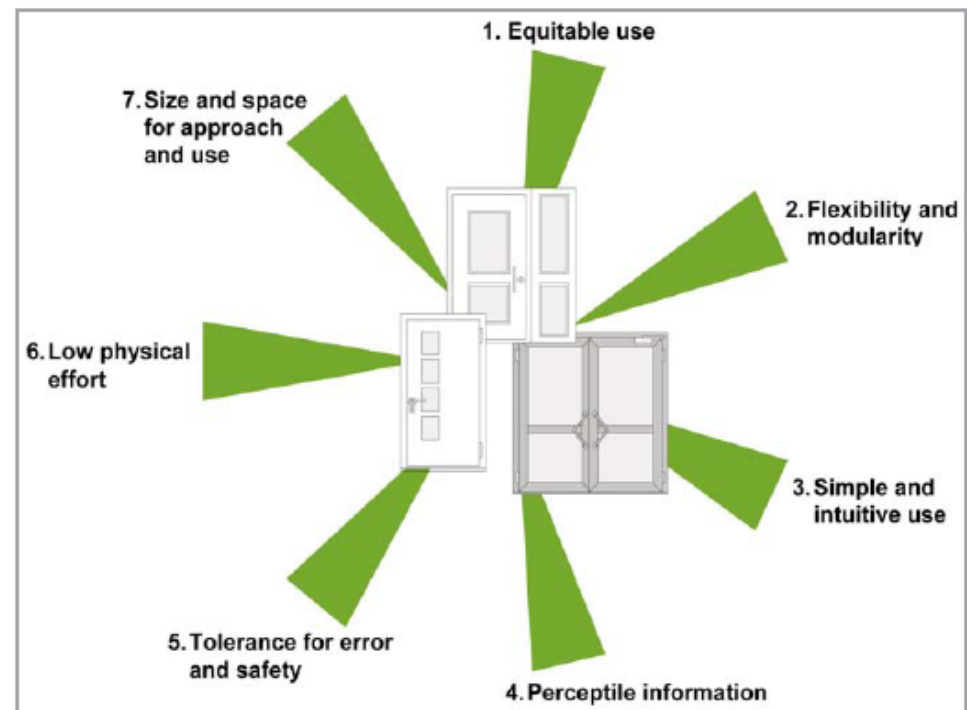 1. Equitable use
2. Flexibility and
modularity
3. Simple and
intuitive use
4. Perceptile information
5. Tolerance for error
and safety
6. Low physical
effort
7. Size and space
for approach
and use